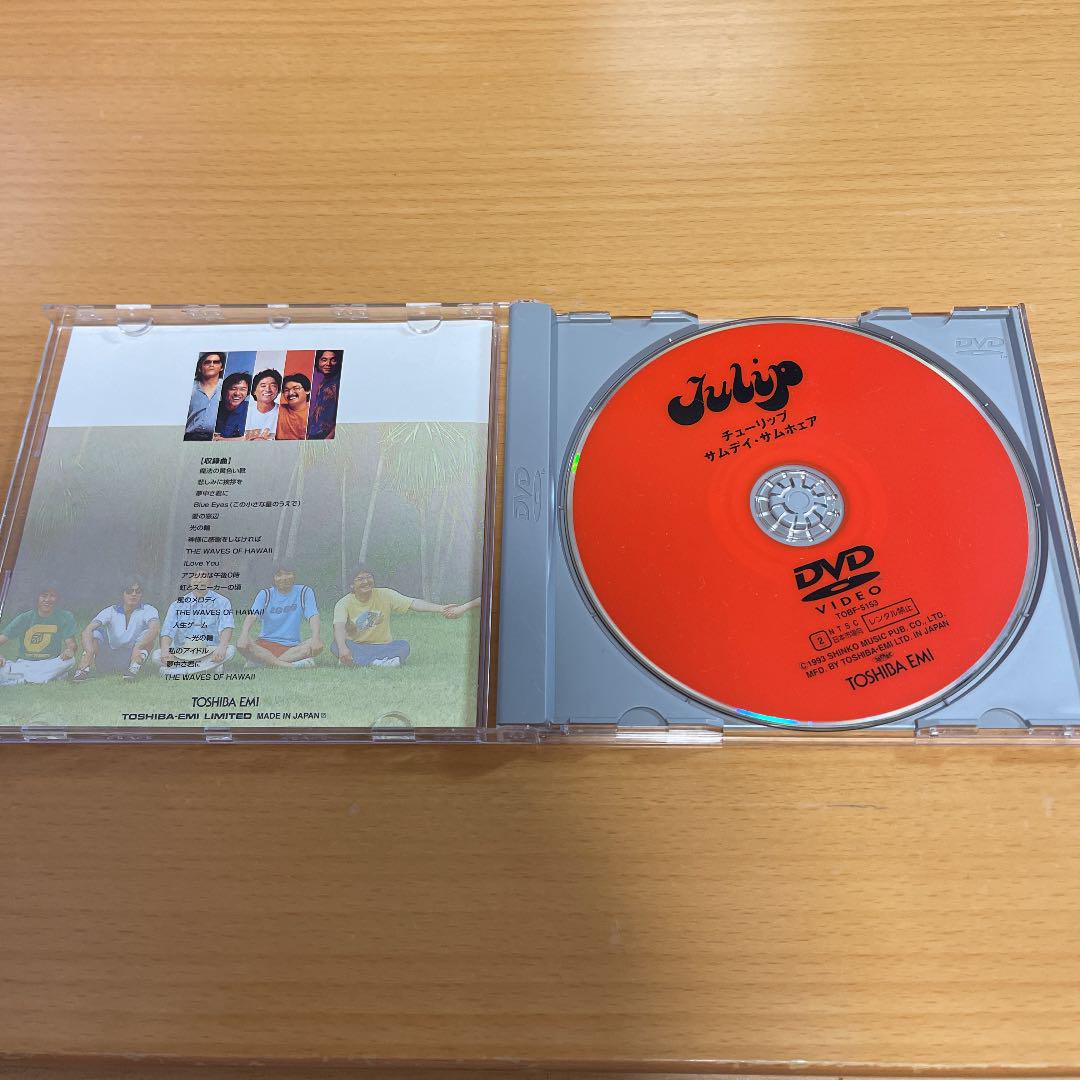 【収録曲】
魔法の黄色い靴
悲しみに挨拶を
夢中さ君に
Blue Eyes(この小さな星のうえで)
愛の窓辺
光の輪
神様に感謝をしなければ
THE WAVES OF HAWAII
I Love You
アフリカは午後0時
虹とスニーカーの頃
風のメロディ
THE WAVES OF HAWAII
人生ゲーム
〜光の輪
私のアイドル
夢中さ君に
THE WAVES OF HAWAII
TOSHIBA EMI
TOSHIBA-EMI LIMITED MADE IN JAPAN
DVD
DVD
Tulip
チューリップ
サムデイ・サムホェア
DVD
VIDEO
TOBF-5153
2 NTSC 日本市場向 レンタル禁止
©1993 SHINKO MUSIC PUB. CO., LTD.
MFD. BY TOSHIBA-EMI LTD. IN JAPAN
TOSHIBA EMI